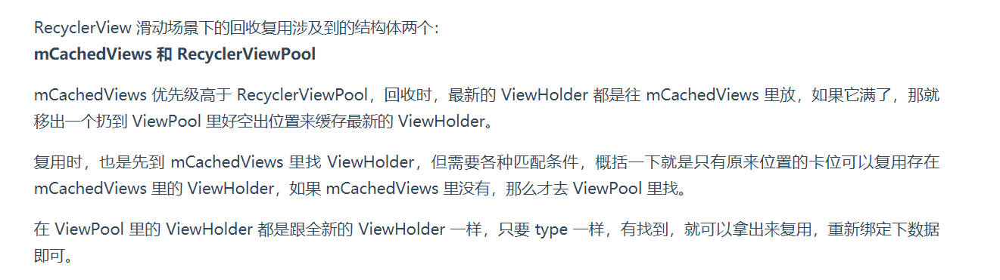 RecyclerView 滑动场景下的回收复用涉及到的结构体两个：
mCachedViews 和 RecyclerViewPool
mCachedViews 优先级高于 RecyclerViewPool，回收时，最新的 ViewHolder 都是往 mCachedViews 里放，如果它满了，那就
移出一个扔到 ViewPool 里好空出位置来缓存最新的 ViewHolder。
复用时，也是先到 mCachedViews 里找 ViewHolder，但需要各种匹配条件，概括一下就是只有原来位置的卡位可以复用存在
mCachedViews 里的 ViewHolder，如果 mCachedViews 里没有，那么才去 ViewPool 里找。
在 ViewPool 里的 ViewHolder 都是跟全新的 ViewHolder 一样，只要 type 一样，有找到，就可以拿出来复用，重新绑定下数据
即可。